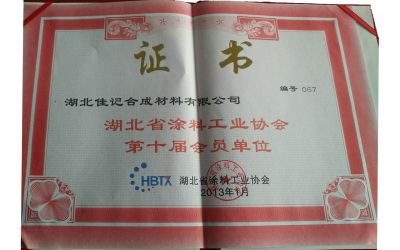 证书
编号 067
湖北佳记合成材料有限公司
湖北省涂料工业协会
第十届会员单位
HBTX 湖北省涂料工业协会
2013年1月